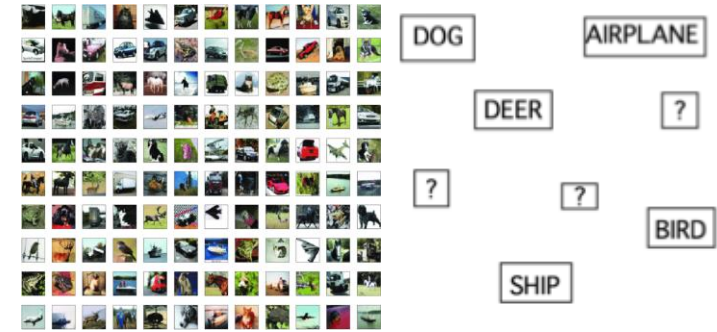 DOG
AIRPLANE
DEER
?
?
?
BIRD
SHIP